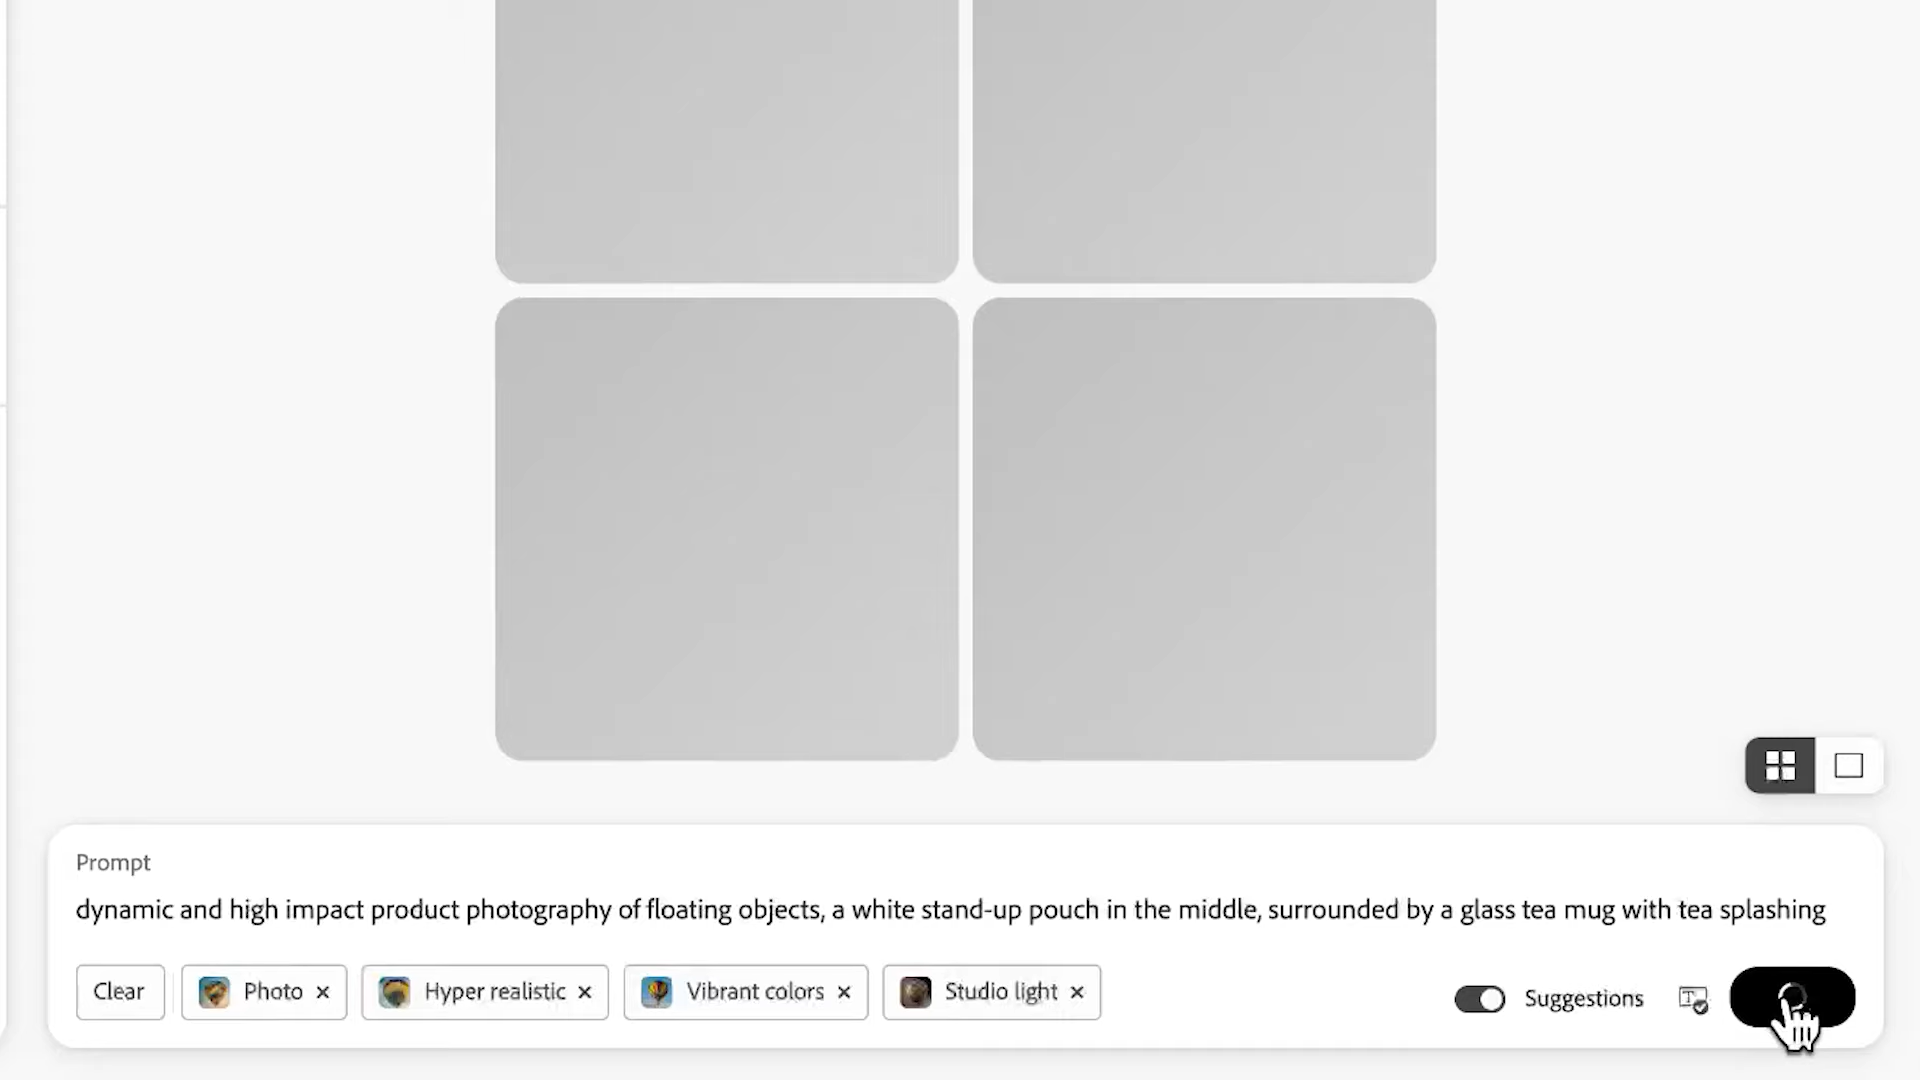 Prompt
dynamic and high impact product photography of floating objects, a white stand-up pouch in the middle, surrounded by a glass tea mug with tea splashing
Clear Photo Hyper realistic Vibrant colors Studio light Suggestions